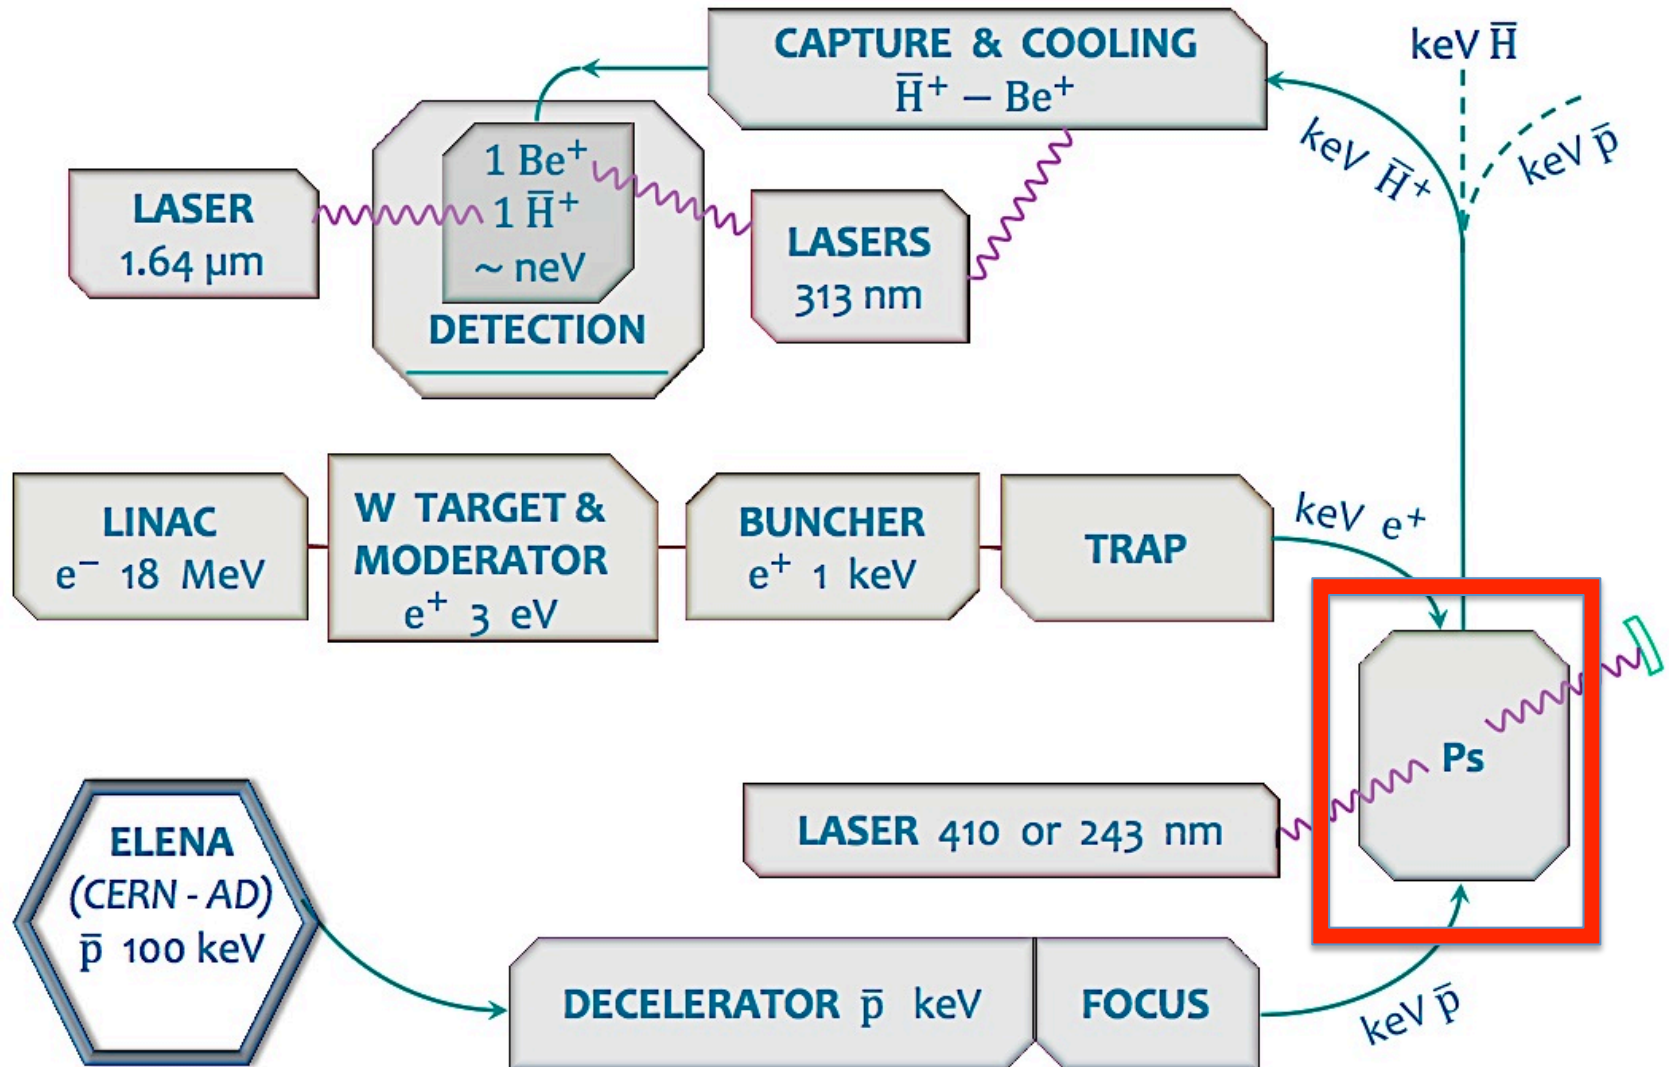 CAPTURE & COOLING
H̅⁺ – Be⁺
keV H̅
keV H̅⁺
keV p̅
1 Be⁺
1 H̅⁺
~ neV
DETECTION
LASER
1.64 µm
LASERS
313 nm
LINAC
e⁻ 18 MeV
W TARGET &
MODERATOR
e⁺ 3 eV
BUNCHER
e⁺ 1 keV
TRAP
keV e⁺
Ps
LASER 410 or 243 nm
ELENA
(CERN - AD)
p̅ 100 keV
DECELERATOR p̅ keV
FOCUS
keV p̅